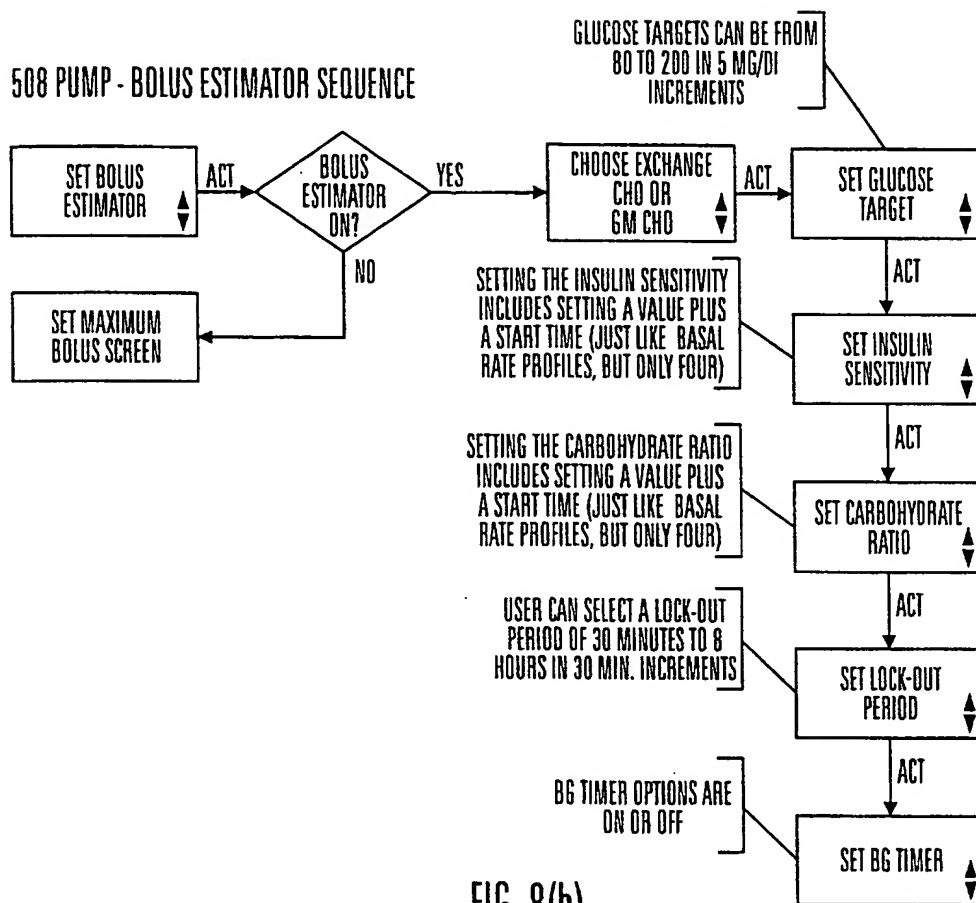 GLUCOSE TARGETS CAN BE FROM
80 TO 200 IN 5 MG/Dl
INCREMENTS
508 PUMP - BOLUS ESTIMATOR SEQUENCE
SET BOLUS
ESTIMATOR
ACT
BOLUS
ESTIMATOR
ON?
YES
CHOOSE EXCHANGE
CHO OR
GM CHO
ACT
SET GLUCOSE
TARGET
NO
ACT
SET MAXIMUM
BOLUS SCREEN
SETTING THE INSULIN SENSITIVITY
INCLUDES SETTING A VALUE PLUS
A START TIME (JUST LIKE BASAL
RATE PROFILES, BUT ONLY FOUR)
SET INSULIN
SENSITIVITY
ACT
SETTING THE CARBOHYDRATE RATIO
INCLUDES SETTING A VALUE PLUS
A START TIME (JUST LIKE BASAL
RATE PROFILES, BUT ONLY FOUR)
SET CARBOHYDRATE
RATIO
ACT
USER CAN SELECT A LOCK-OUT
PERIOD OF 30 MINUTES TO 8
HOURS IN 30 MIN. INCREMENTS
SET LOCK-OUT
PERIOD
ACT
BG TIMER OPTIONS ARE
ON OR OFF
SET BG TIMER
FIG. 8(b)